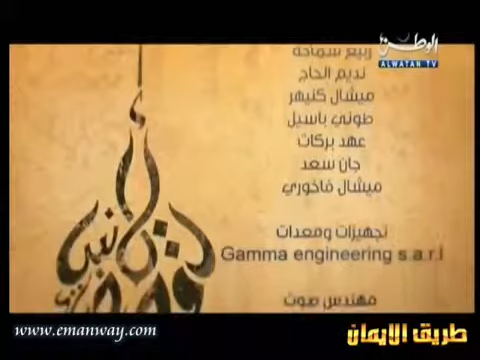 الوطن
ALWATAN TV
ربيع سماحة
نديم الحاج
ميشال كنيهر
طوني باسيل
عهد بركات
جان سعد
ميشال فاخوري
تجهيزات ومعدات
Gamma engineering s.a.r.l
مهندس صوت
www.emanway.com
طريق الايمان